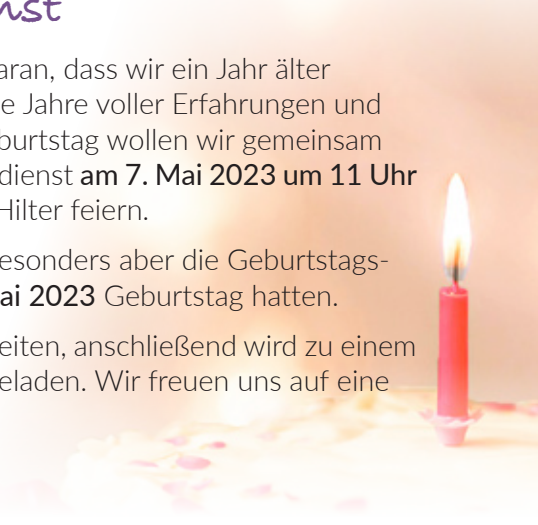 nst
aran, dass wir ein Jahr älter
e Jahre voller Erfahrungen und
burtstag wollen wir gemeinsam
dienst am 7. Mai 2023 um 11 Uhr
Hilter feiern.
esonders aber die Geburtstags-
ai 2023 Geburtstag hatten.
eiten, anschließend wird zu einem
eladen. Wir freuen uns auf eine